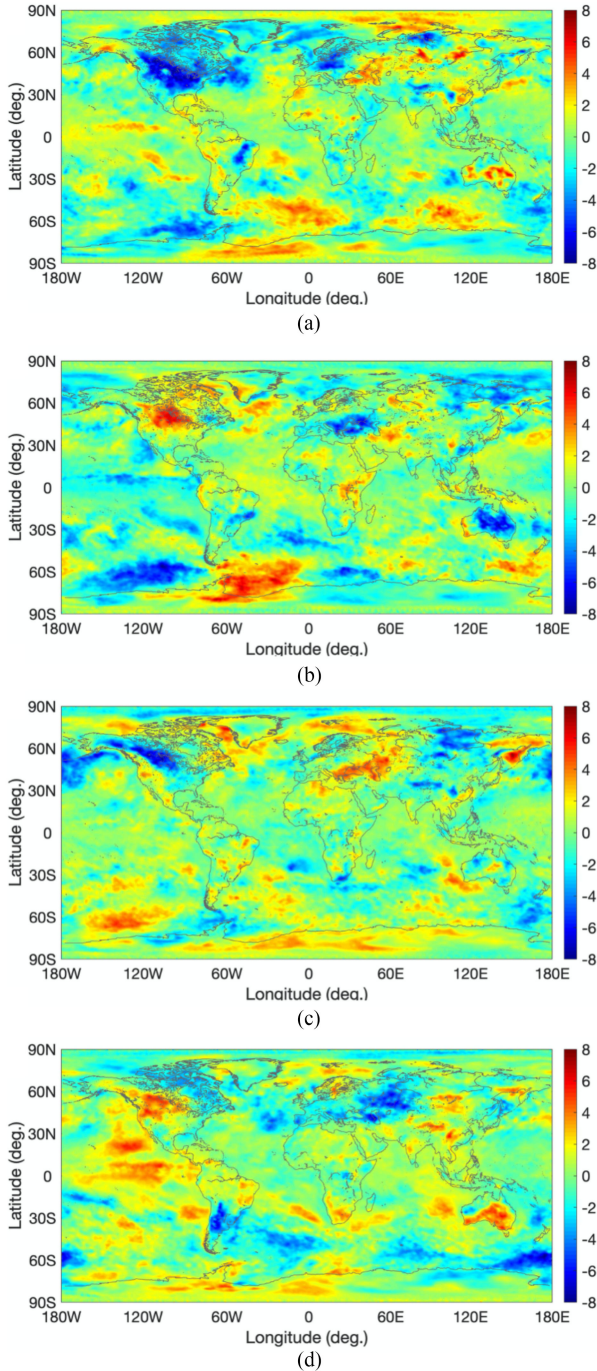 90N
60N
30N
0
30S
60S
90S
Latitude (deg.)
180W 120W 60W 0 60E 120E 180E
Longitude (deg.)
8
6
4
2
0
-2
-4
-6
-8
(a)
90N
60N
30N
0
30S
60S
90S
Latitude (deg.)
180W 120W 60W 0 60E 120E 180E
Longitude (deg.)
8
6
4
2
0
-2
-4
-6
-8
(b)
90N
60N
30N
0
30S
60S
90S
Latitude (deg.)
180W 120W 60W 0 60E 120E 180E
Longitude (deg.)
8
6
4
2
0
-2
-4
-6
-8
(c)
90N
60N
30N
0
30S
60S
90S
Latitude (deg.)
180W 120W 60W 0 60E 120E 180E
Longitude (deg.)
8
6
4
2
0
-2
-4
-6
-8
(d)